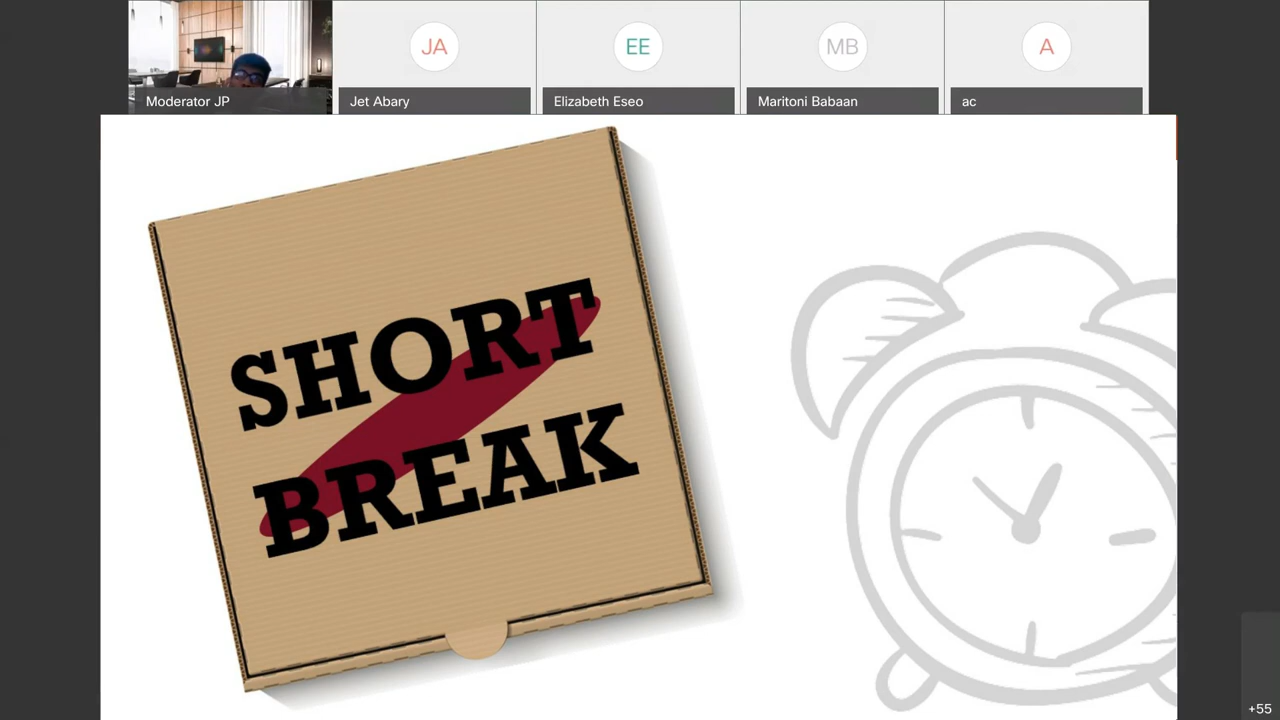 JA
EE
MB
A
Moderator JP
Jet Abary
Elizabeth Eseo
Maritoni Babaan
ac
SHORT
BREAK
+55